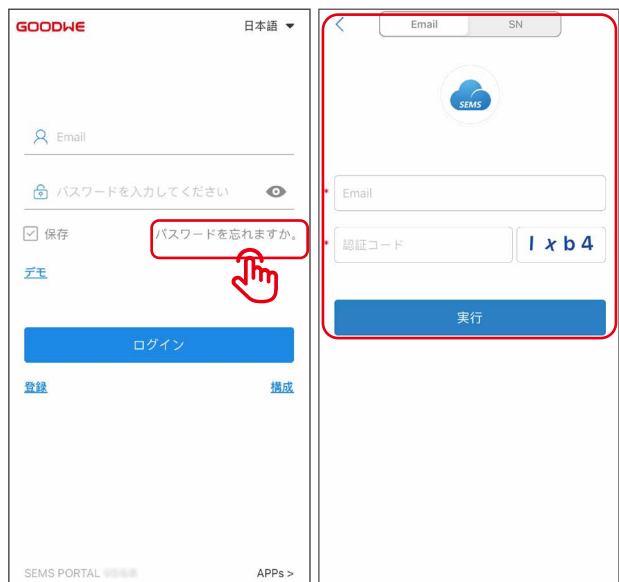 GOODWE
日本語 ▼
Email
パスワードを入力してください
保存
パスワードを忘れますか。
デモ
ログイン
登録
構成
SEMS PORTAL
APPs >
Email
SN
SEMS
* Email
* 認証コード
1xb4
実行